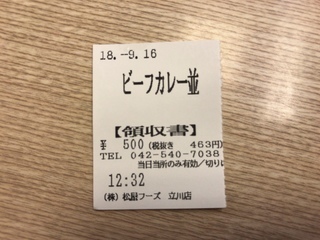 18.-9.16
ビーフカレー並
【領収書】
¥ 500(税抜き 463円)
TEL 042-540-7038
当日当所のみ有効/切り
12:32
(株) 松屋フーズ 立川店